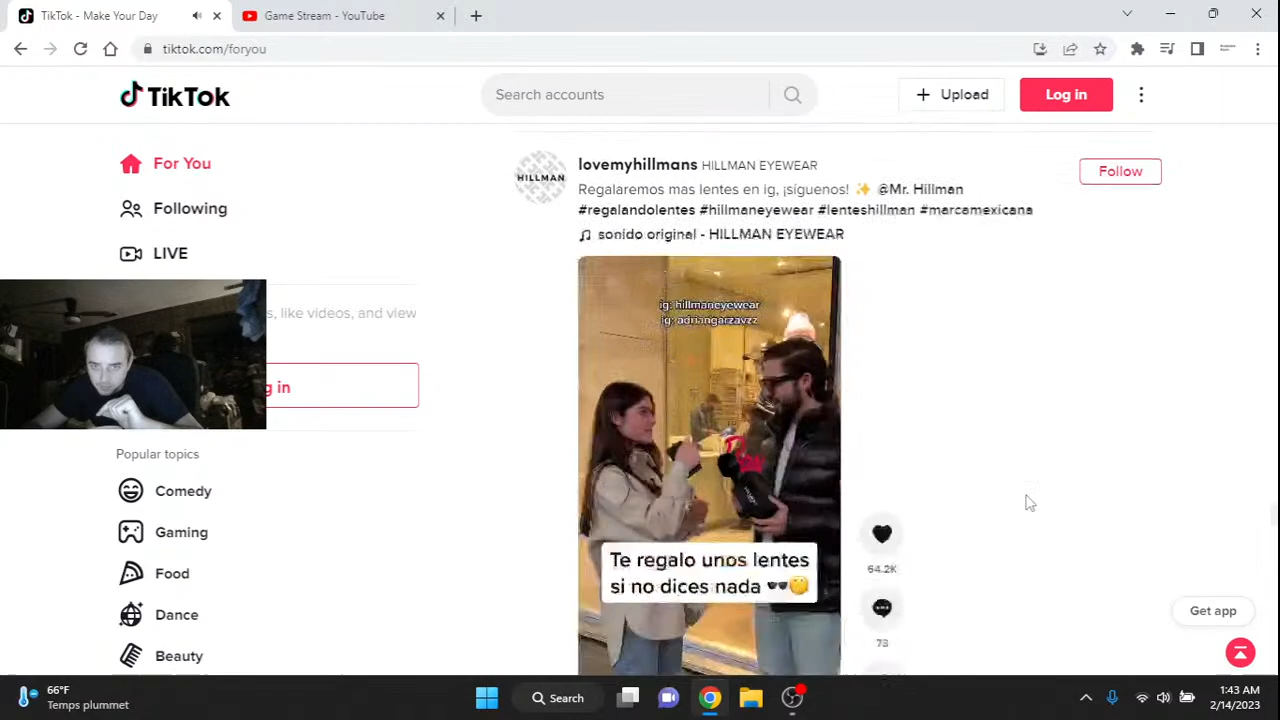 TikTok - Make Your Day
Game Stream - YouTube
tiktok.com/foryou
TikTok
Search accounts
Upload
Log in
For You
Following
LIVE
s, like videos, and view
g in
Popular topics
Comedy
Gaming
Food
Dance
Beauty
HILLMAN
lovemyhillmans HILLMAN EYEWEAR
Follow
Regalaremos mas lentes en ig, ¡síguenos! ✨ @Mr. Hillman
#regalandolentes #hillmaneyewear #lenteshillman #marcamexicana
sonido original - HILLMAN EYEWEAR
ig: hillmaneyewear
ig: adriangarzavzz
Te regalo unos lentes
si no dices nada 🕶️🤫
64.2K
73
Get app
66°F
Temps plummet
Search
1:43 AM
2/14/2023